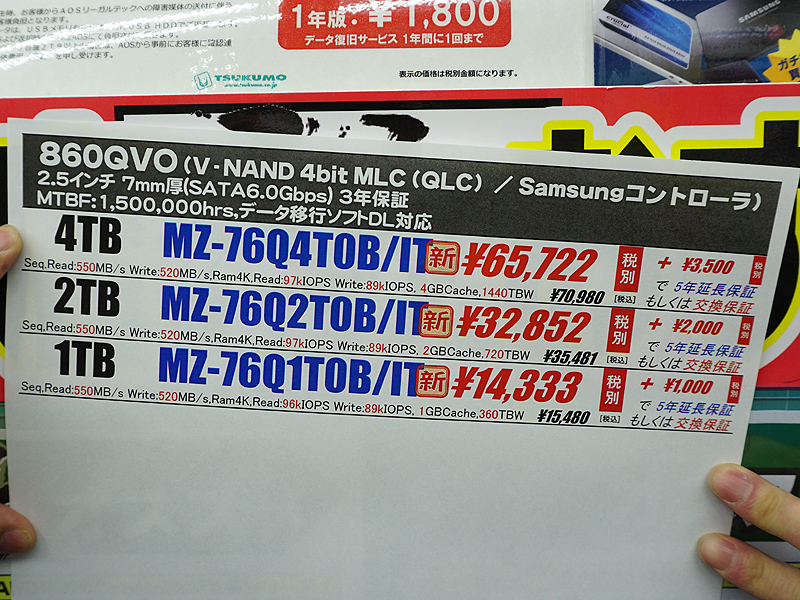 1年版：¥1,800
データ復旧サービス 1年間に1回まで
TSUKUMO
www.tsukumo.co.jp
表示の価格は税別金額になります。
crucial
SAMSUNG
860QVO (V-NAND 4bit MLC (QLC) / Samsungコントローラ)
2.5インチ 7mm厚(SATA6.0Gbps) 3年保証
MTBF:1,500,000hrs,データ移行ソフトDL対応
4TB MZ-76Q4T0B/IT 新 ¥65,722 税別 + ¥3,500 税別
Seq,Read:550MB/s Write:520MB/s,Ram4K,Read:97kIOPS Write:89kIOPS, 4GBCache,1440TBW ¥70,980 [税込] で 5年延長保証
もしくは 交換保証
2TB MZ-76Q2T0B/IT 新 ¥32,852 税別 + ¥2,000 税別
Seq,Read:550MB/s Write:520MB/s,Ram4K,Read:97kIOPS Write:89kIOPS, 2GBCache,720TBW ¥35,481 [税込] で 5年延長保証
もしくは 交換保証
1TB MZ-76Q1T0B/IT 新 ¥14,333 税別 + ¥1,000 税別
Seq,Read:550MB/s Write:520MB/s,Ram4K,Read:96kIOPS Write:89kIOPS, 1GBCache,360TBW ¥15,480 [税込] で 5年延長保証
もしくは 交換保証